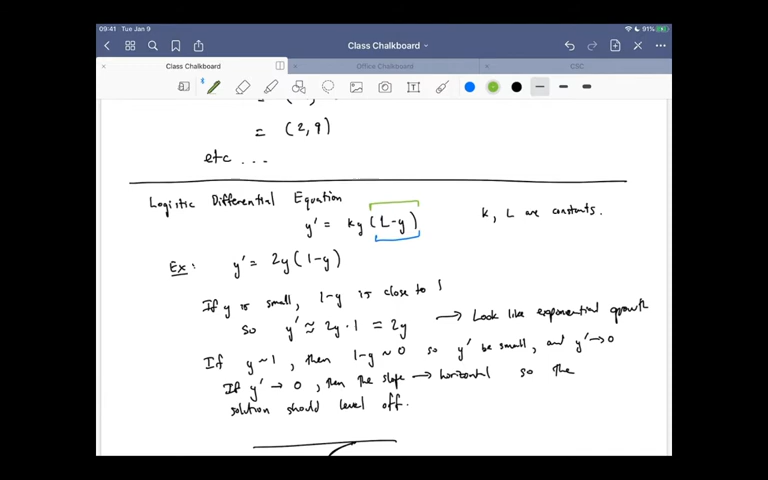 09:41 Tue Jan 9
91%
Class Chalkboard
Class Chalkboard
Office Chalkboard
CSC
= (2, 9)
etc ...
Logistic Differential Equation
y' = ky (L-y)
K, L are constants.
Ex: y' = 2y(1-y)
If y is small, 1-y is close to 1
so y' ≈ 2y·1 = 2y → Look like exponential growth
If y ~ 1, then 1-y ~ 0 so y' be small, and y' → 0
If y' → 0, then the slope → horizontal so the
solution should level off.